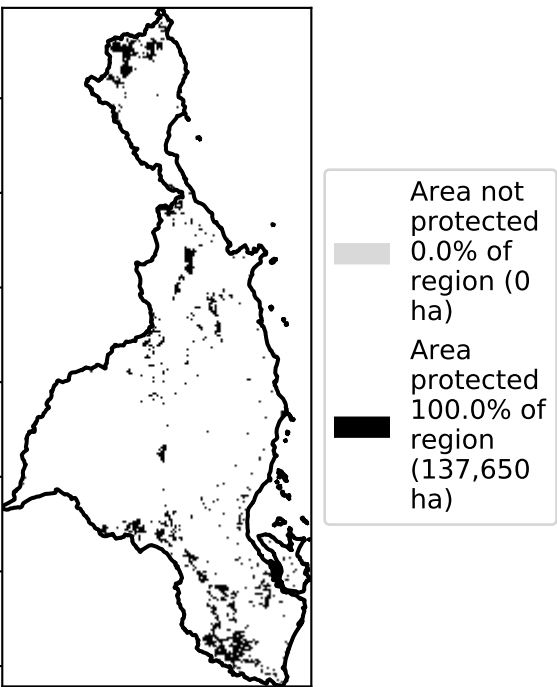 Area not
protected
0.0% of
region (0
ha)
Area
protected
100.0% of
region
(137,650
ha)